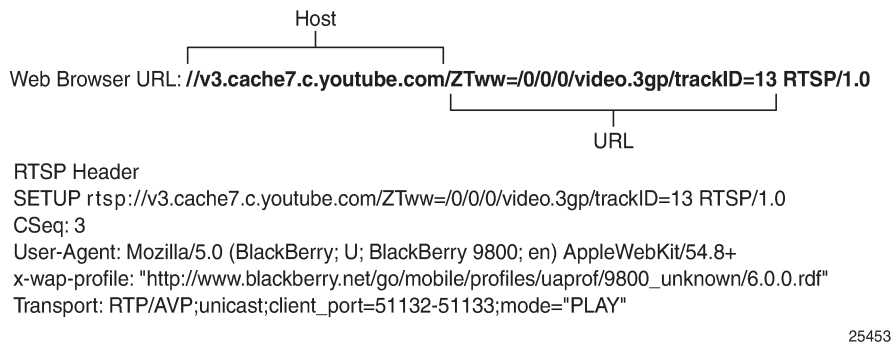 Host
Web Browser URL: //v3.cache7.c.youtube.com/ZTww=/0/0/0/video.3gp/trackID=13 RTSP/1.0
URL
RTSP Header
SETUP rtsp://v3.cache7.c.youtube.com/ZTww=/0/0/0/video.3gp/trackID=13 RTSP/1.0
CSeq: 3
User-Agent: Mozilla/5.0 (BlackBerry; U; BlackBerry 9800; en) AppleWebKit/54.8+
x-wap-profile: "http://www.blackberry.net/go/mobile/profiles/uaprof/9800_unknown/6.0.0.rdf"
Transport: RTP/AVP;unicast;client_port=51132-51133;mode="PLAY"
25453